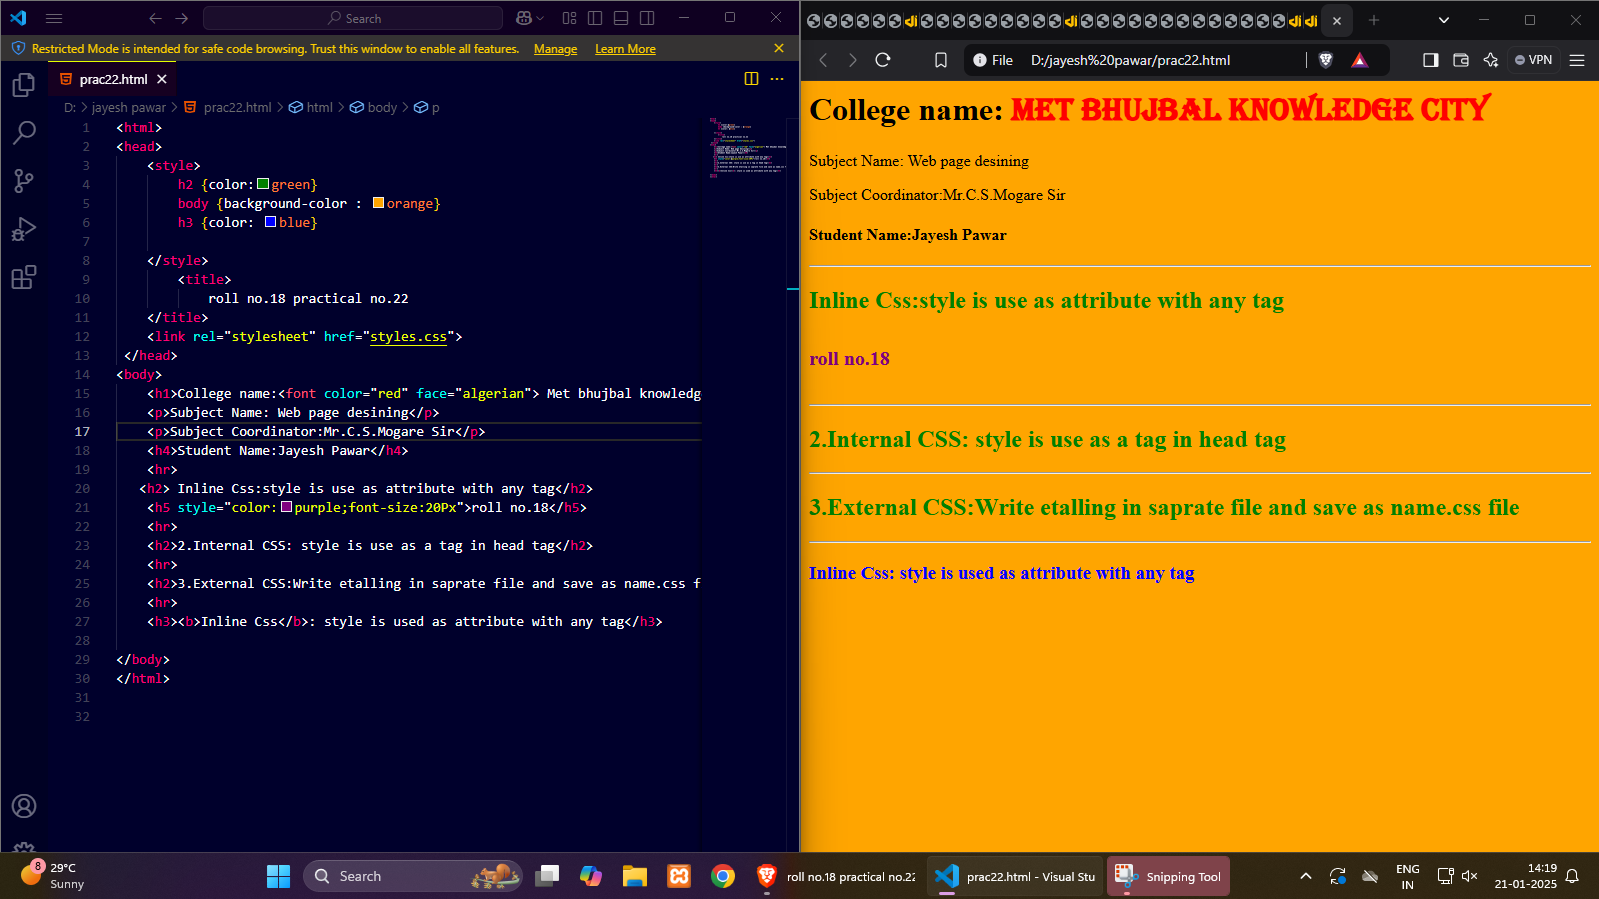 Search
Restricted Mode is intended for safe code browsing. Trust this window to enable all features. Manage Learn More
prac22.html
D: > jayesh pawar > prac22.html > html > body > p
1 <html>
2 <head>
3 <style>
4 h2 {color: green}
5 body {background-color : orange}
6 h3 {color: blue}
7
8 </style>
9 <title>
10 roll no.18 practical no.22
11 </title>
12 <link rel="stylesheet" href="styles.css">
13 </head>
14 <body>
15 <h1>College name:<font color="red" face="algerian"> Met bhujbal knowledg
16 <p>Subject Name: Web page desining</p>
17 <p>Subject Coordinator:Mr.C.S.Mogare Sir</p>
18 <h4>Student Name:Jayesh Pawar</h4>
19 <hr>
20 <h2> Inline Css:style is use as attribute with any tag</h2>
21 <h5 style="color: purple;font-size:20Px">roll no.18</h5>
22 <hr>
23 <h2>2.Internal CSS: style is use as a tag in head tag</h2>
24 <hr>
25 <h2>3.External CSS:Write etalling in saprate file and save as name.css f
26 <hr>
27 <h3><b>Inline Css</b>: style is used as attribute with any tag</h3>
28
29 </body>
30 </html>
31
32
File D:/jayesh%20pawar/prac22.html VPN
College name: MET BHUJBAL KNOWLEDGE CITY
Subject Name: Web page desining
Subject Coordinator:Mr.C.S.Mogare Sir
Student Name:Jayesh Pawar
Inline Css:style is use as attribute with any tag
roll no.18
2.Internal CSS: style is use as a tag in head tag
3.External CSS:Write etalling in saprate file and save as name.css file
Inline Css: style is used as attribute with any tag
8 29°C
Sunny
Search
roll no.18 practical no.22
prac22.html - Visual Stu
Snipping Tool
ENG
IN
14:19
21-01-2025